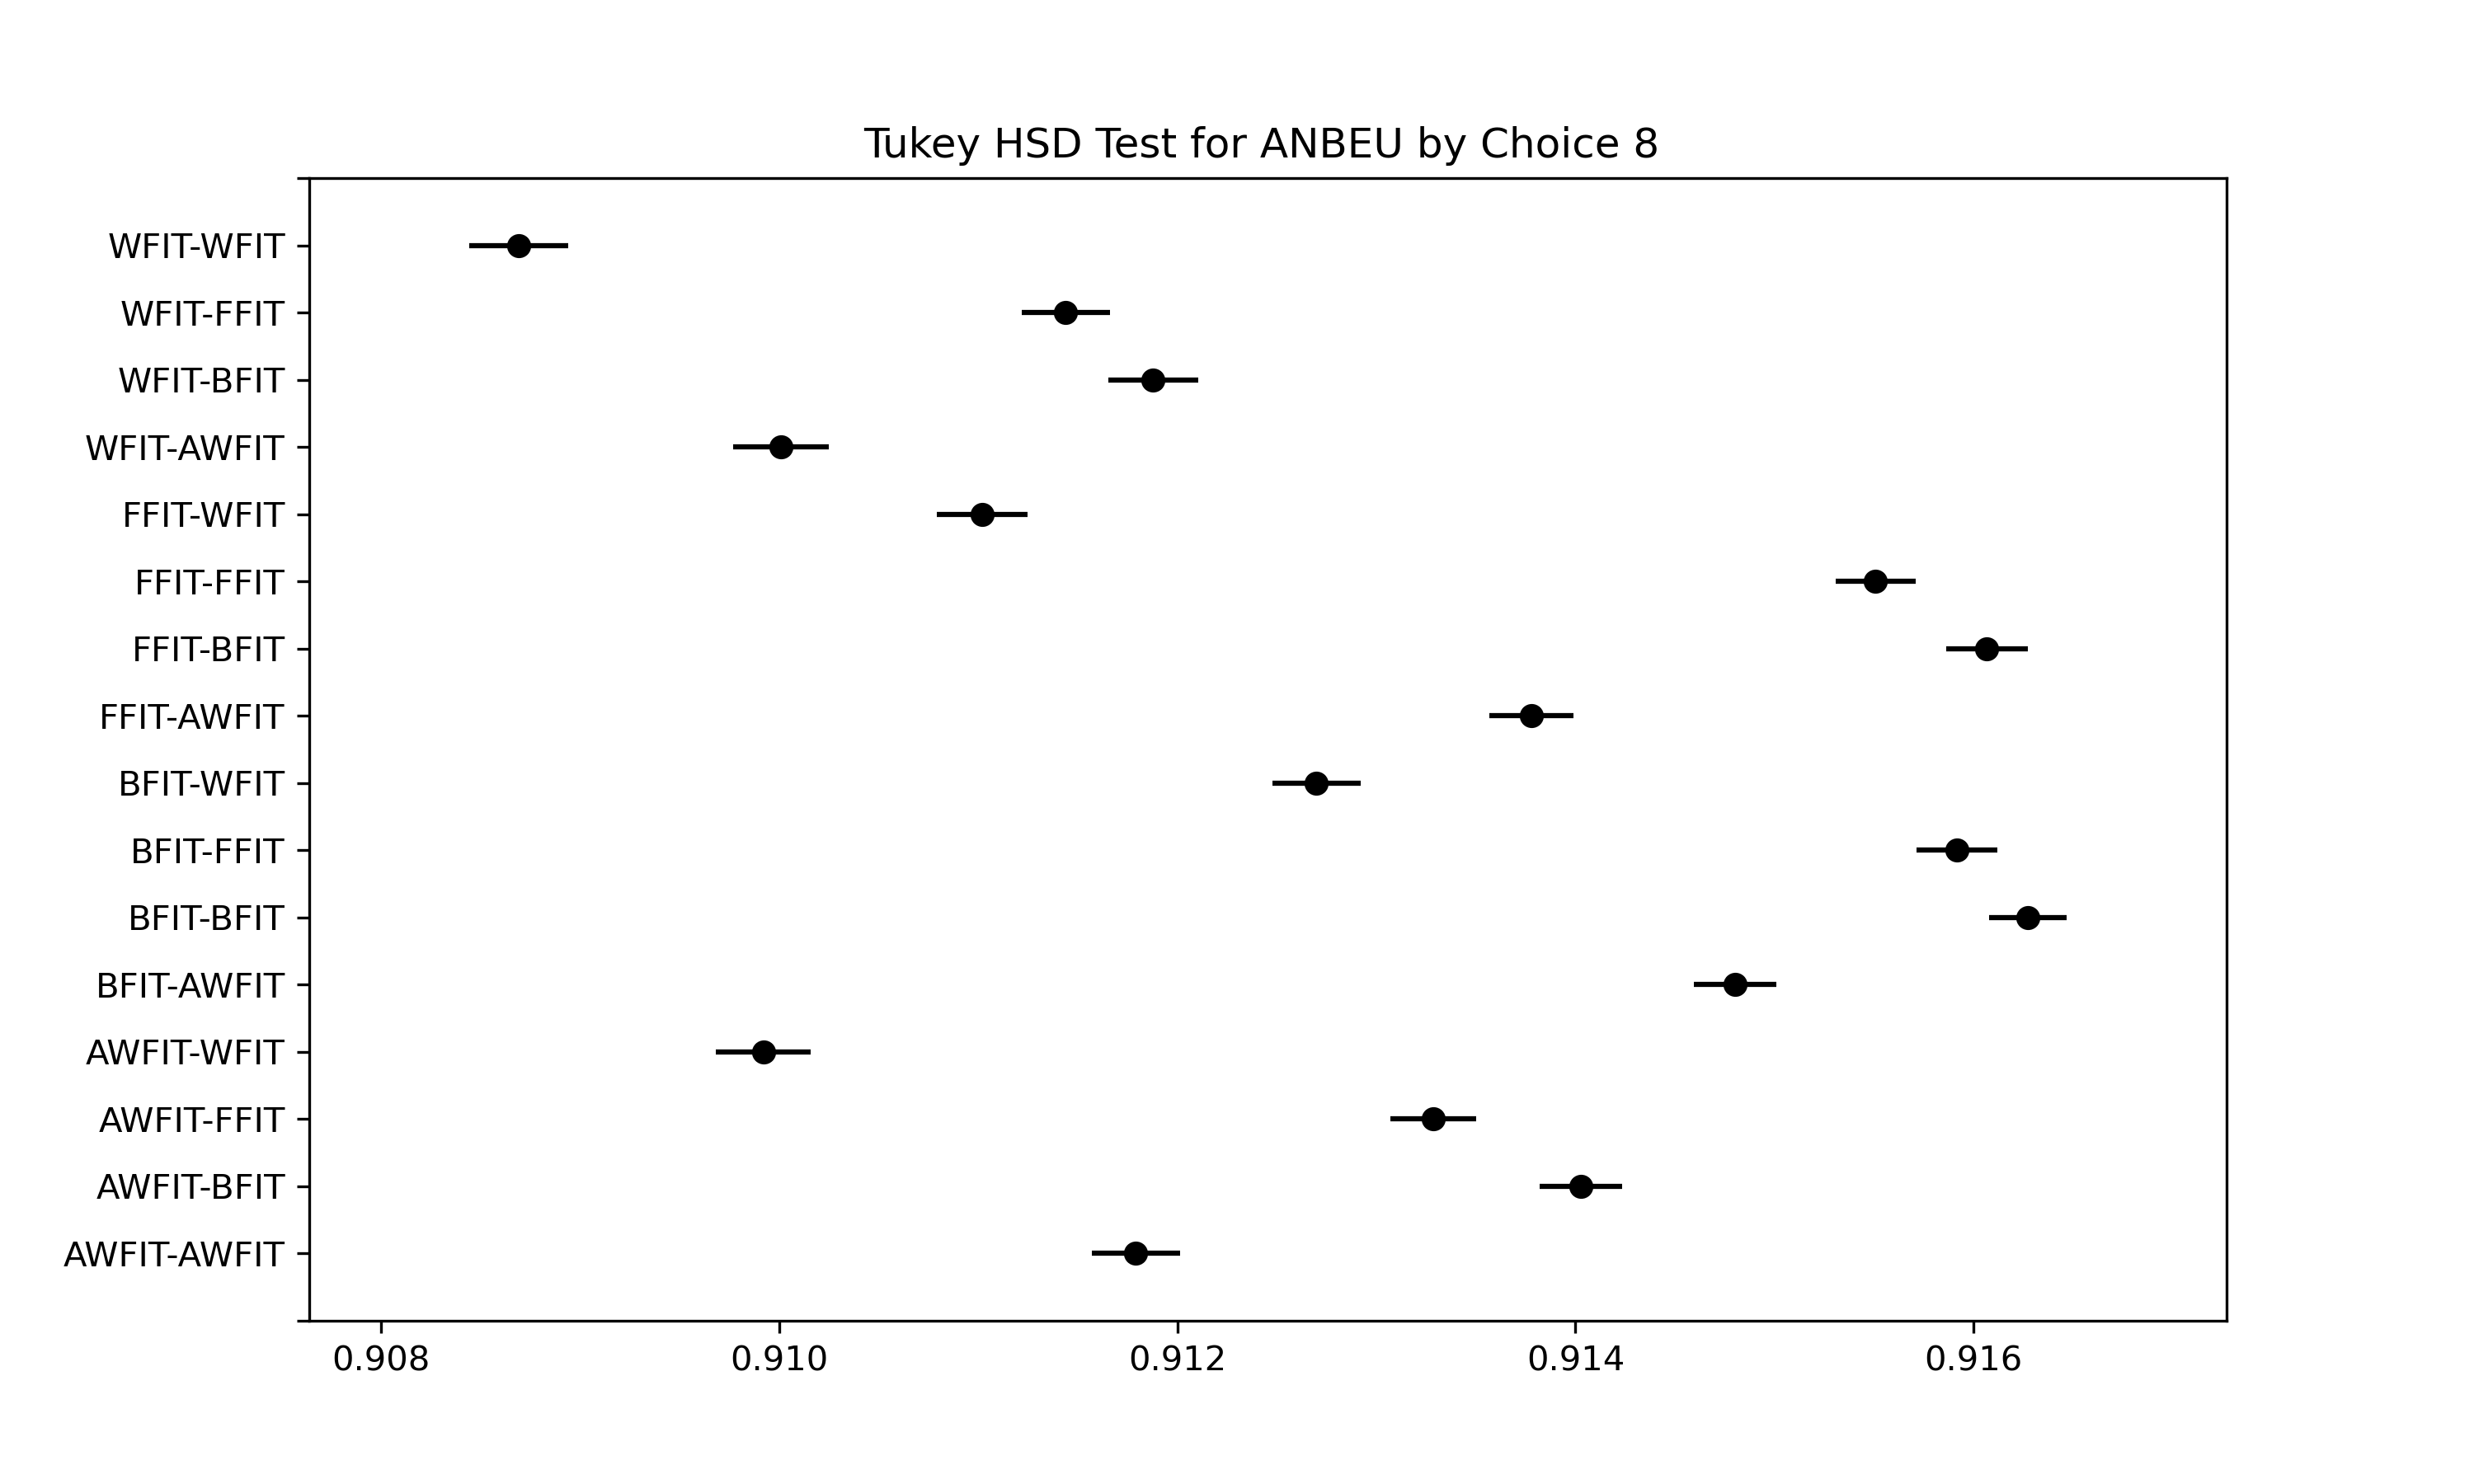 Tukey HSD Test for ANBEU by Choice 8
WFIT-WFIT
WFIT-FFIT
WFIT-BFIT
WFIT-AWFIT
FFIT-WFIT
FFIT-FFIT
FFIT-BFIT
FFIT-AWFIT
BFIT-WFIT
BFIT-FFIT
BFIT-BFIT
BFIT-AWFIT
AWFIT-WFIT
AWFIT-FFIT
AWFIT-BFIT
AWFIT-AWFIT
0.908 0.910 0.912 0.914 0.916